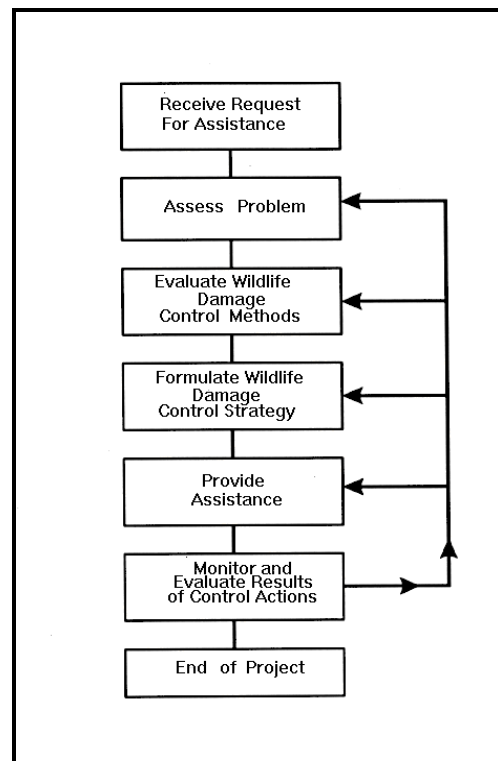 Receive Request
For Assistance
Assess Problem
Evaluate Wildlife
Damage
Control Methods
Formulate Wildlife
Damage
Control Strategy
Provide
Assistance
Monitor and
Evaluate Results
of Control Actions
End of Project